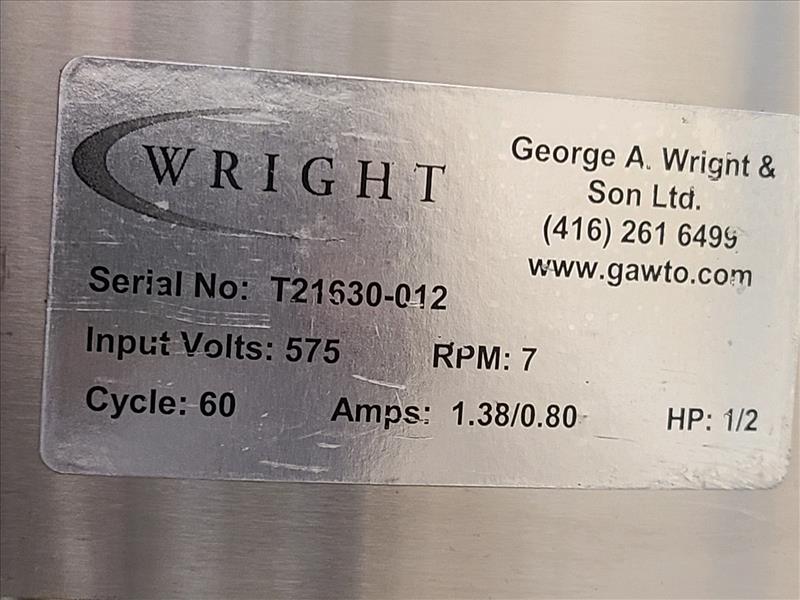 WRIGHT
George A. Wright &
Son Ltd.
(416) 261 6499
www.gawto.com
Serial No: T21630-012
Input Volts: 575 RPM: 7
Cycle: 60 Amps: 1.38/0.80 HP: 1/2